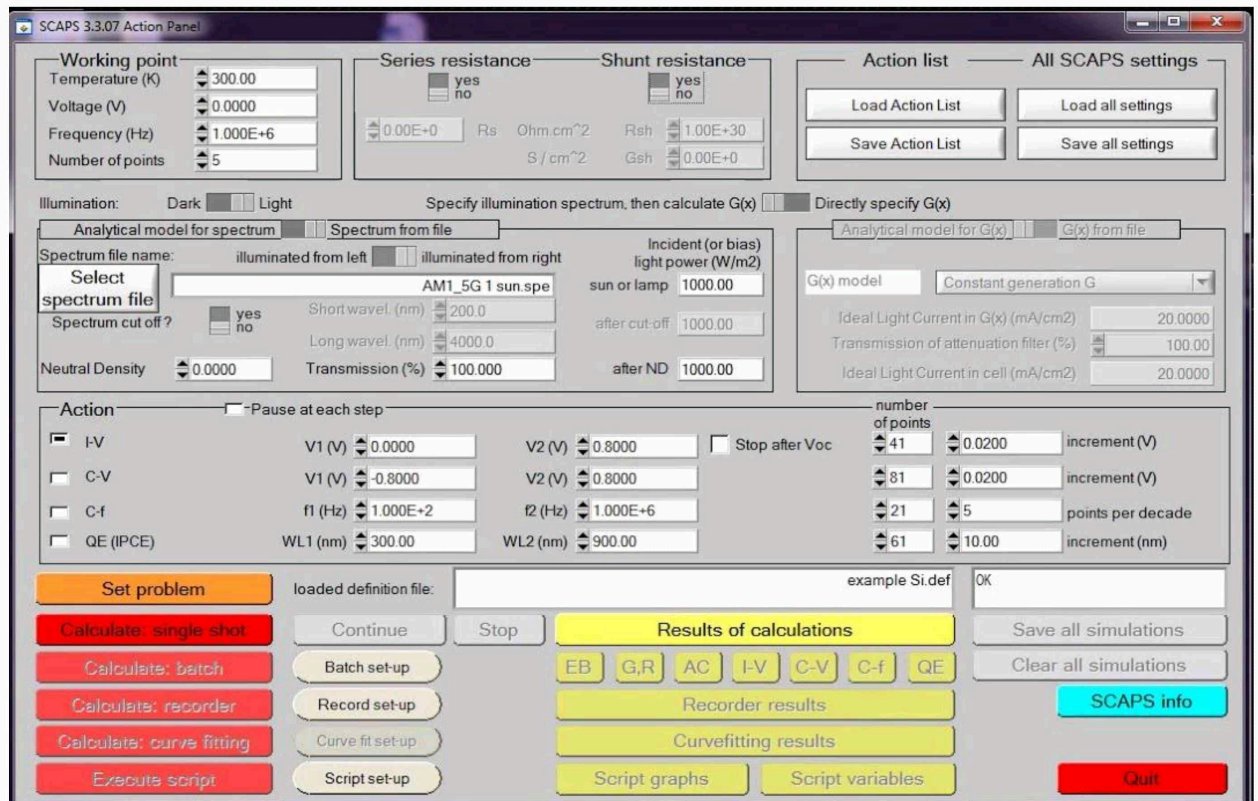 SCAPS 3.3.07 Action Panel
Working point
Temperature (K) 300.00
Voltage (V) 0.0000
Frequency (Hz) 1.000E+6
Number of points 5
Series resistance
yes
no
0.00E+0 Rs Ohm.cm^2
S / cm^2
Shunt resistance
yes
no
Rsh 1.00E+30
Gsh 0.00E+0
Action list
Load Action List
Save Action List
All SCAPS settings
Load all settings
Save all settings
Illumination: Dark Light
Specify illumination spectrum, then calculate G(x) Directly specify G(x)
Analytical model for spectrum Spectrum from file
Spectrum file name: illuminated from left illuminated from right
Select
spectrum file
AM1_5G 1 sun.spe
Spectrum cut off ? yes
no
Short wavel. (nm) 200.0
Long wavel. (nm) 4000.0
Neutral Density 0.0000
Transmission (%) 100.000
Incident (or bias)
light power (W/m2)
sun or lamp 1000.00
after cut-off 1000.00
after ND 1000.00
Analytical model for G(x) G(x) from file
G(x) model Constant generation G
Ideal Light Current in G(x) (mA/cm2) 20.0000
Transmission of attenuation filter (%) 100.00
Ideal Light Current in cell (mA/cm2) 20.0000
Action Pause at each step
number
of points
I-V V1 (V) 0.0000 V2 (V) 0.8000 Stop after Voc 41 0.0200 increment (V)
C-V V1 (V) -0.8000 V2 (V) 0.8000 81 0.0200 increment (V)
C-f f1 (Hz) 1.000E+2 f2 (Hz) 1.000E+6 21 5 points per decade
QE (IPCE) WL1 (nm) 300.00 WL2 (nm) 900.00 61 10.00 increment (nm)
Set problem loaded definition file: example Si.def OK
Calculate: single shot Continue Stop Results of calculations Save all simulations
Calculate: batch Batch set-up EB G,R AC I-V C-V C-f QE Clear all simulations
Calculate: recorder Record set-up Recorder results SCAPS info
Calculate: curve fitting Curve fit set-up Curvefitting results
Execute script Script set-up Script graphs Script variables Quit